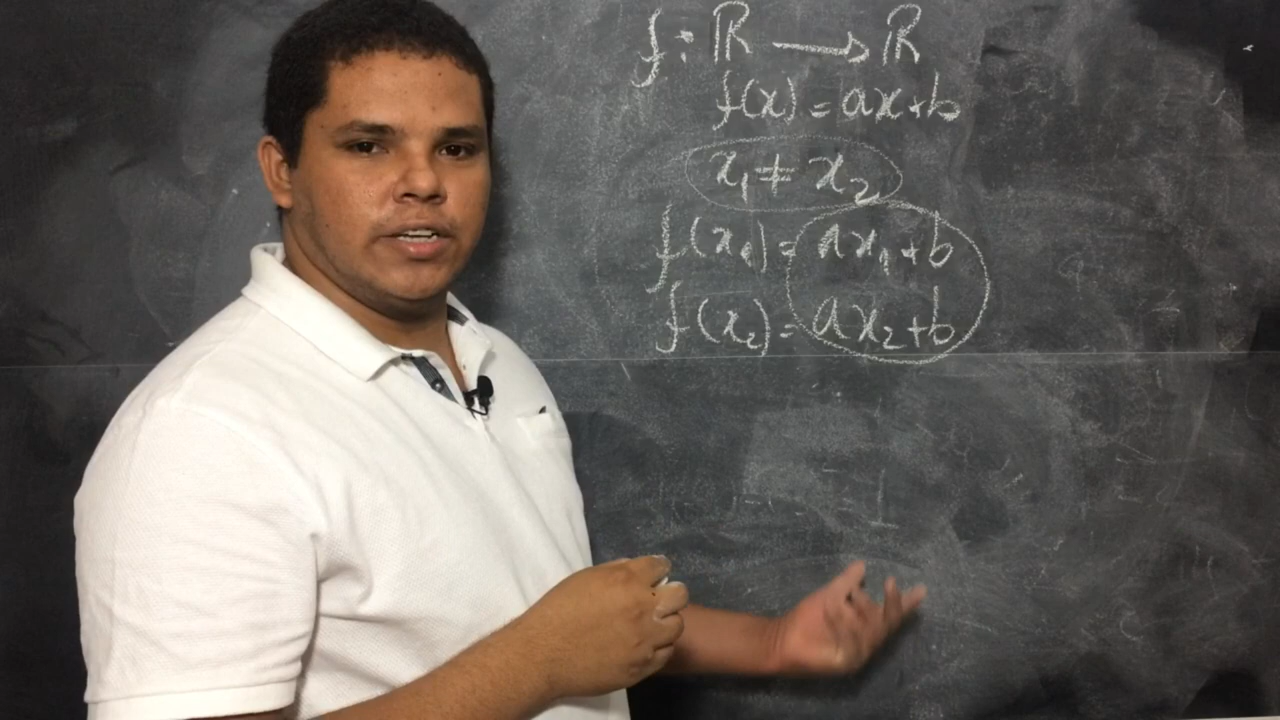 f: ℝ → ℝ
f(x) = ax+b
x₁ ≠ x₂
f(x₁) = ax₁+b
f(x₂) = ax₂+b